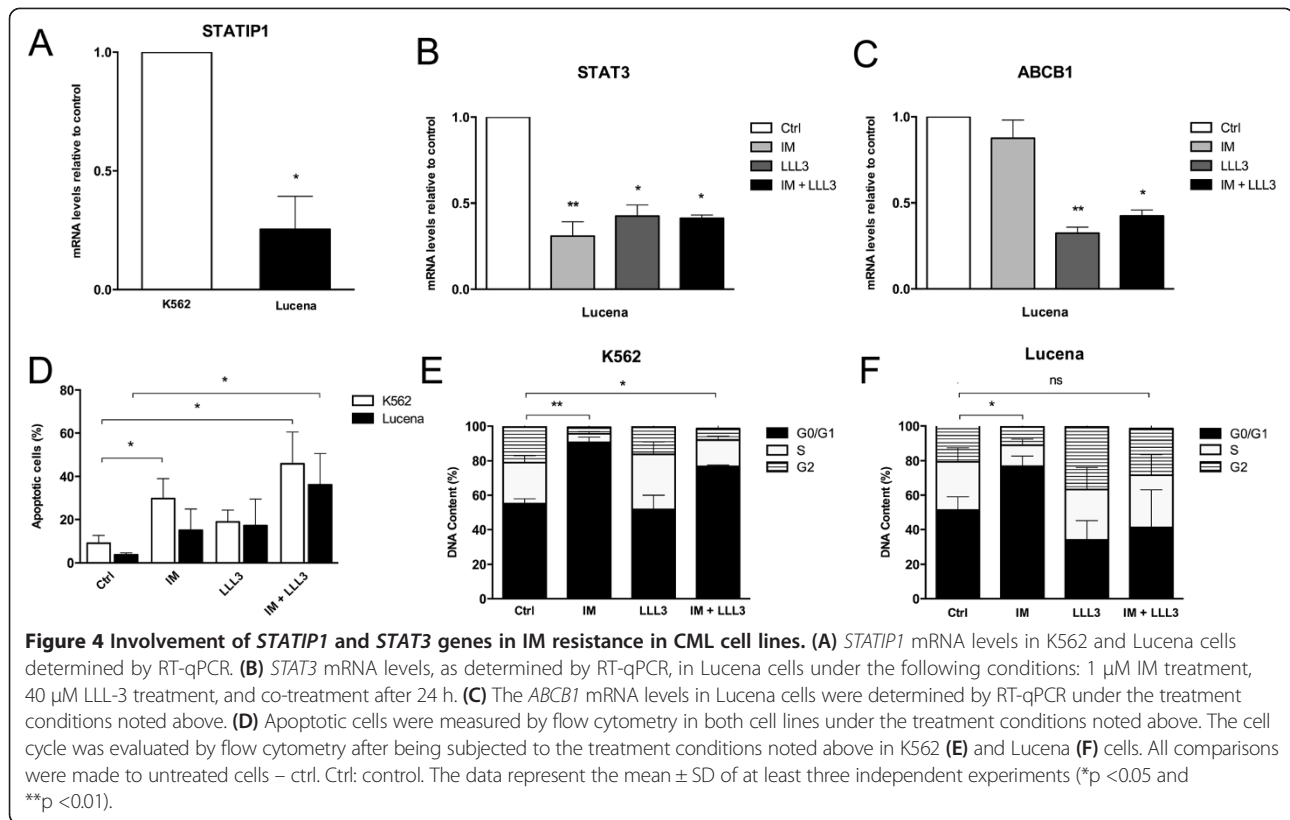 A
STATIP1
mRNA levels relative to control
1.0
0.5
0.0
*
K562
Lucena
B
STAT3
mRNA levels relative to control
1.0
0.5
0.0
**
*
*
Lucena
Ctrl
IM
LLL3
IM + LLL3
C
ABCB1
mRNA levels relative to control
1.0
0.5
0.0
**
*
Lucena
Ctrl
IM
LLL3
IM + LLL3
D
Apoptotic cells (%)
80
60
40
20
0
*
*
*
K562
Lucena
Ctrl
IM
LLL3
IM + LLL3
E
K562
DNA Content (%)
100
80
60
40
20
0
*
**
G0/G1
S
G2
Ctrl
IM
LLL3
IM + LLL3
F
Lucena
DNA Content (%)
100
80
60
40
20
0
ns
*
G0/G1
S
G2
Ctrl
IM
LLL3
IM + LLL3
Figure 4 Involvement of STATIP1 and STAT3 genes in IM resistance in CML cell lines. (A) STATIP1 mRNA levels in K562 and Lucena cells
determined by RT-qPCR. (B) STAT3 mRNA levels, as determined by RT-qPCR, in Lucena cells under the following conditions: 1 μM IM treatment,
40 μM LLL-3 treatment, and co-treatment after 24 h. (C) The ABCB1 mRNA levels in Lucena cells were determined by RT-qPCR under the treatment
conditions noted above. (D) Apoptotic cells were measured by flow cytometry in both cell lines under the treatment conditions noted above. The cell
cycle was evaluated by flow cytometry after being subjected to the treatment conditions noted above in K562 (E) and Lucena (F) cells. All comparisons
were made to untreated cells – ctrl. Ctrl: control. The data represent the mean ± SD of at least three independent experiments (*p <0.05 and
**p <0.01).